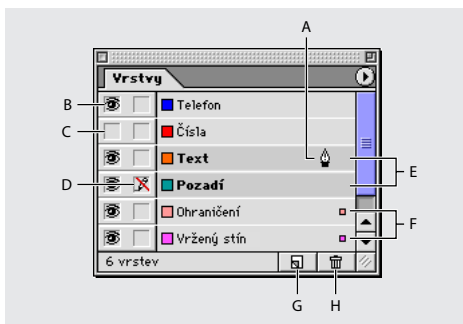 A
Vrstvy
B
Telefon
C
Čísla
Text
E
D
Pozadí
Ohraničení
F
Vržený stín
6 vrstev
G
H